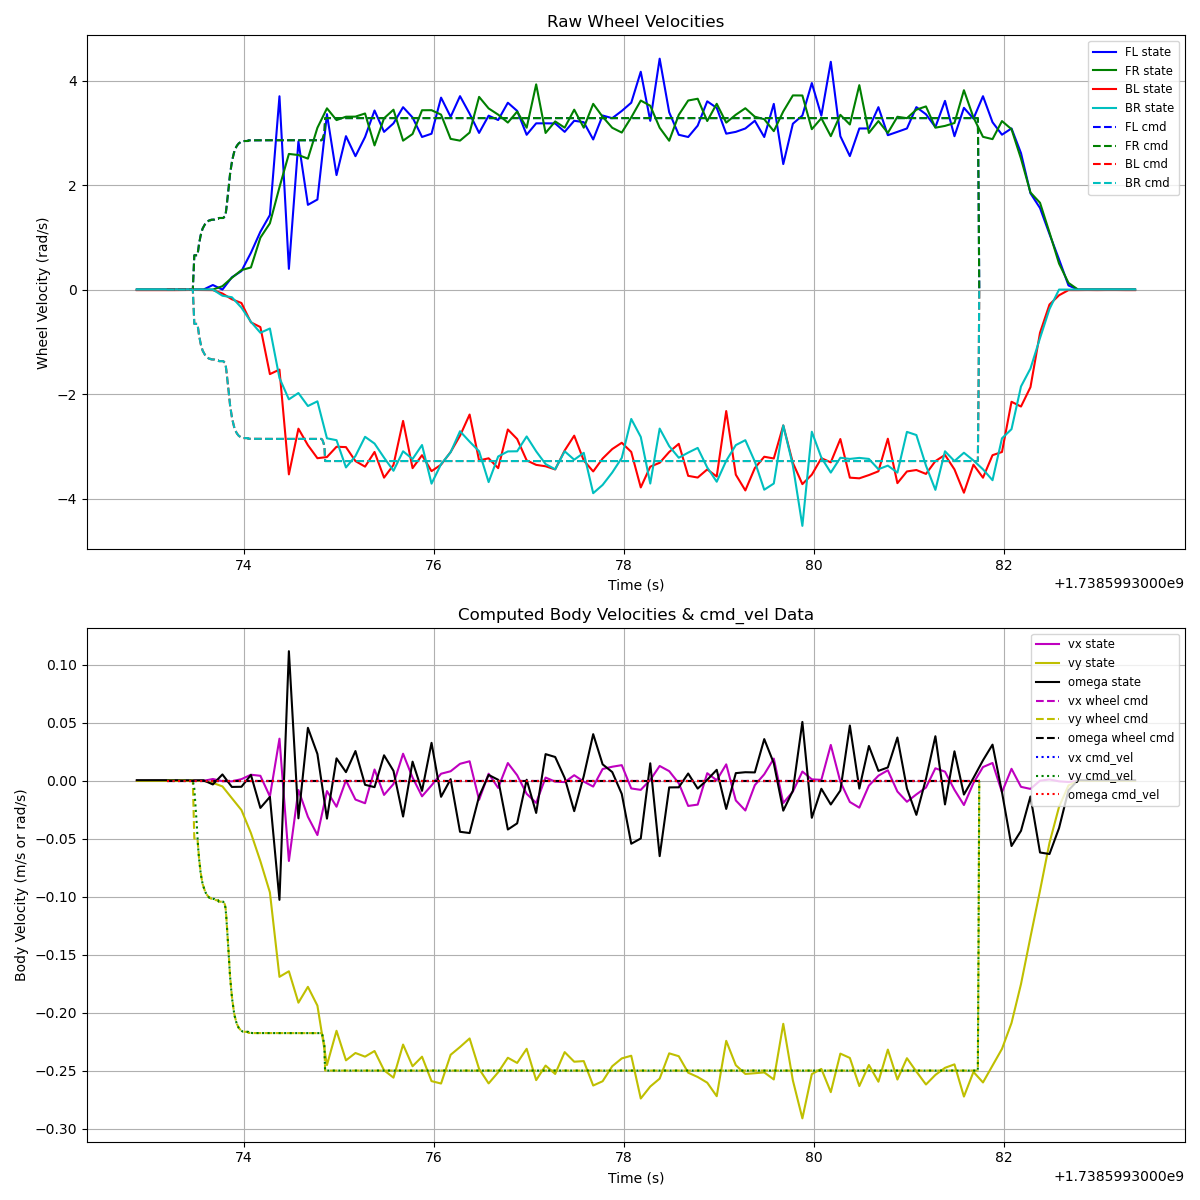 Raw Wheel Velocities
Wheel Velocity (rad/s)
4
2
0
−2
−4
FL state
FR state
BL state
BR state
FL cmd
FR cmd
BL cmd
BR cmd
74
76
78
80
82
Time (s)
+1.7385993000e9
Computed Body Velocities & cmd_vel Data
Body Velocity (m/s or rad/s)
0.10
0.05
0.00
−0.05
−0.10
−0.15
−0.20
−0.25
−0.30
vx state
vy state
omega state
vx wheel cmd
vy wheel cmd
omega wheel cmd
vx cmd_vel
vy cmd_vel
omega cmd_vel
74
76
78
80
82
Time (s)
+1.7385993000e9